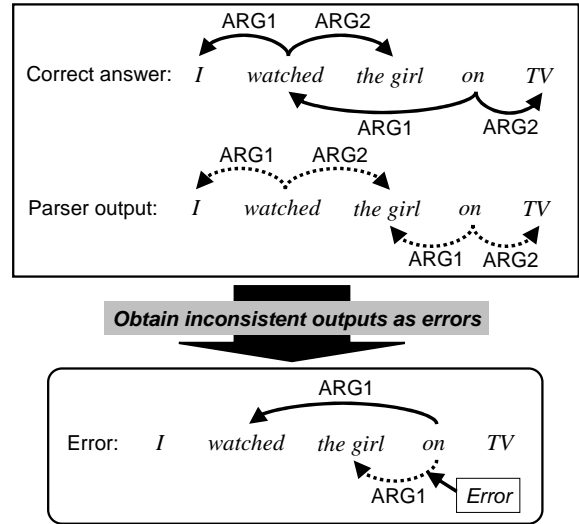 ARG1 ARG2
Correct answer: I watched the girl on TV
ARG1 ARG2
ARG1 ARG2
Parser output: I watched the girl on TV
ARG1 ARG2
Obtain inconsistent outputs as errors
ARG1
Error: I watched the girl on TV
ARG1 Error